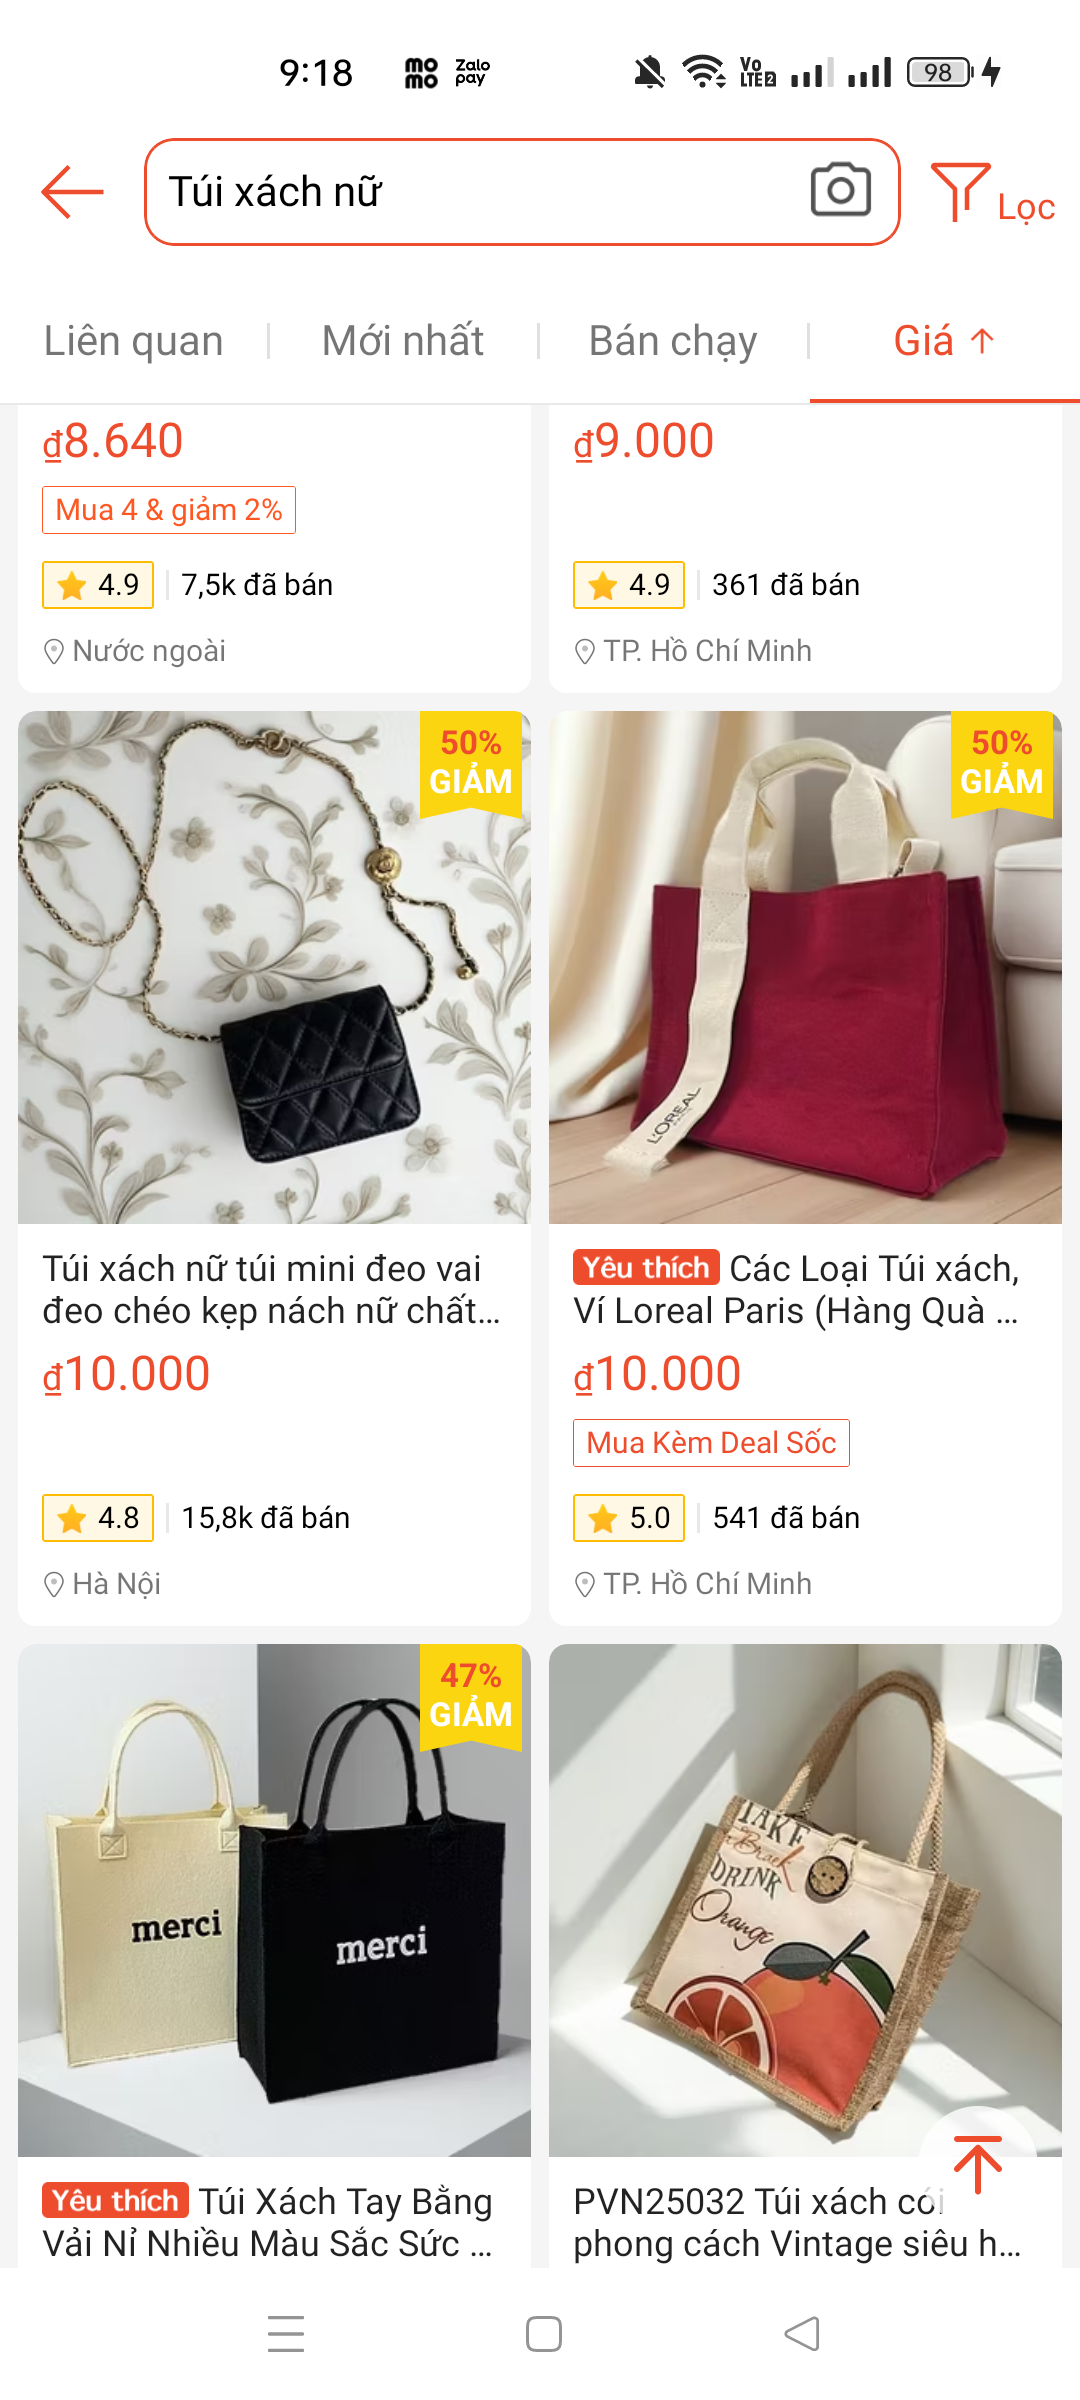 9:18
mo
mo
Zalo
pay
Vo
LTE2
98
Túi xách nữ
Lọc
Liên quan
Mới nhất
Bán chạy
Giá ↑
₫8.640
Mua 4 & giảm 2%
4.9
7,5k đã bán
Nước ngoài
₫9.000
4.9
361 đã bán
TP. Hồ Chí Minh
50%
GIẢM
Túi xách nữ túi mini đeo vai
đeo chéo kẹp nách nữ chất...
₫10.000
4.8
15,8k đã bán
Hà Nội
50%
GIẢM
L'ORÉAL
Yêu thích Các Loại Túi xách,
Ví Loreal Paris (Hàng Quà ...
₫10.000
Mua Kèm Deal Sốc
5.0
541 đã bán
TP. Hồ Chí Minh
47%
GIẢM
merci
merci
Yêu thích Túi Xách Tay Bằng
Vải Nỉ Nhiều Màu Sắc Sức ...
TAKE
DRINK
Orange
PVN25032 Túi xách cói
phong cách Vintage siêu h...